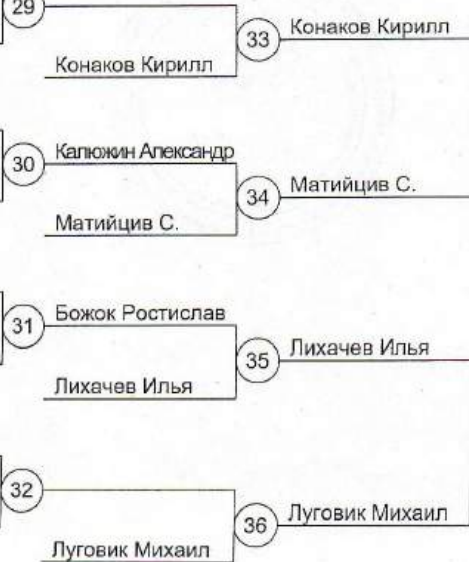 29
33 Конаков Кирилл
Конаков Кирилл
30 Калюжин Александр
34 Матийцив С.
Матийцив С.
31 Божок Ростислав
35 Лихачев Илья
Лихачев Илья
32
36 Луговик Михаил
Луговик Михаил